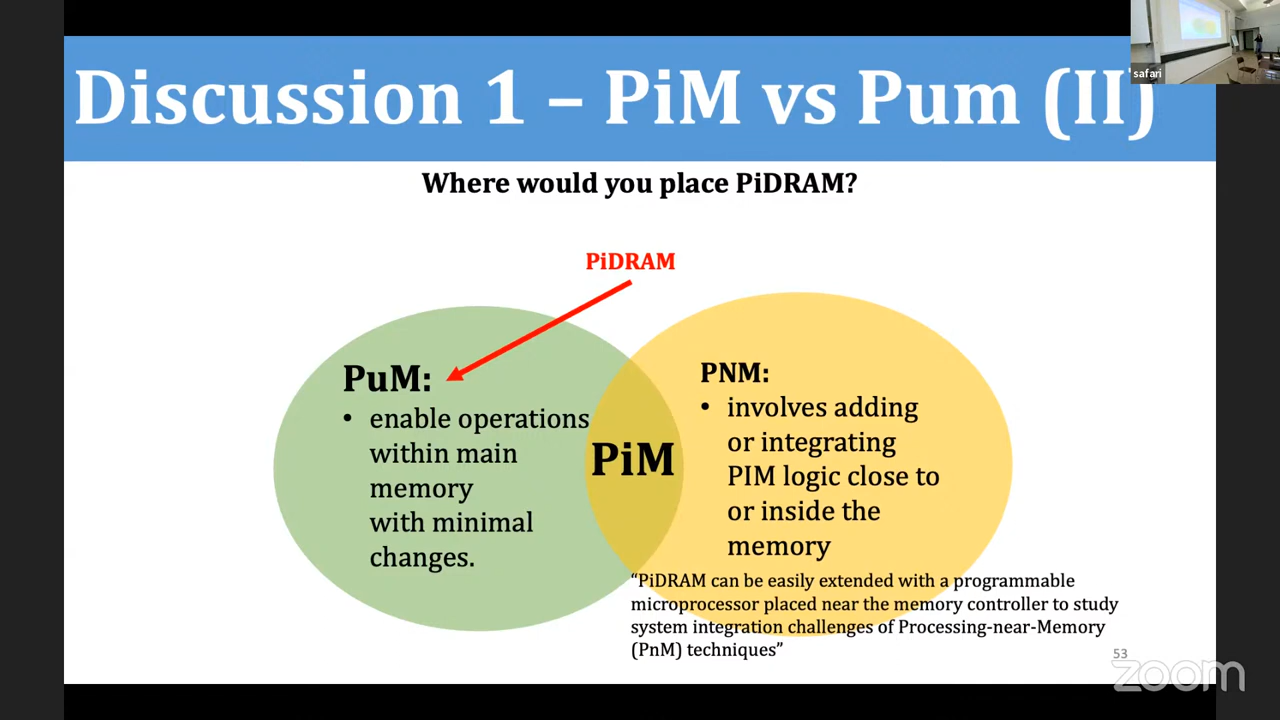 Discussion 1 – PiM vs Pum (II)
safari
Where would you place PiDRAM?
PiDRAM
PuM:
• enable operations
within main
memory
with minimal
changes.
PiM
PNM:
• involves adding
or integrating
PIM logic close to
or inside the
memory
“PiDRAM can be easily extended with a programmable
microprocessor placed near the memory controller to study
system integration challenges of Processing-near-Memory
(PnM) techniques”
53
zoom